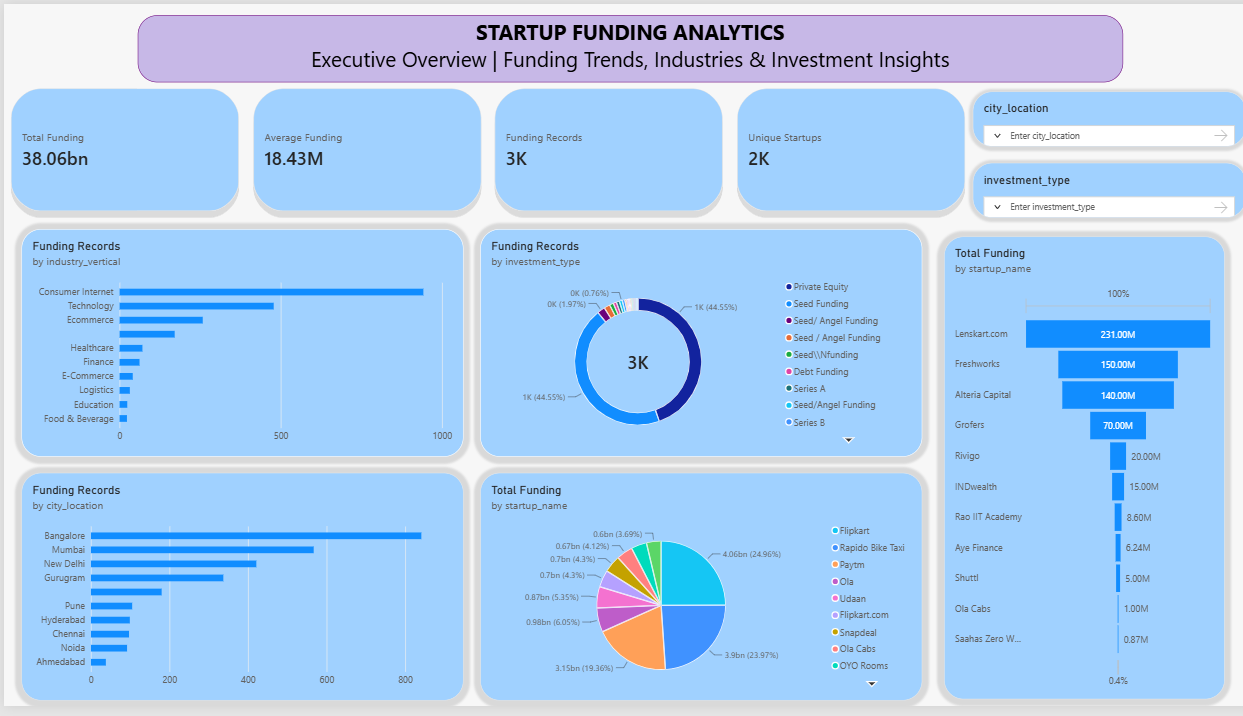 STARTUP FUNDING ANALYTICS
Executive Overview | Funding Trends, Industries & Investment Insights
Total Funding
38.06bn
Average Funding
18.43M
Funding Records
3K
Unique Startups
2K
city_location
Enter city_location
investment_type
Enter investment_type
Funding Records
by industry_vertical
Consumer Internet
Technology
Ecommerce
Healthcare
Finance
E-Commerce
Logistics
Education
Food & Beverage
0
500
1000
Funding Records
by investment_type
0K (0.76%)
0K (1.97%)
1K (44.55%)
3K
1K (44.55%)
Private Equity
Seed Funding
Seed/ Angel Funding
Seed / Angel Funding
Seed\\Nfunding
Debt Funding
Series A
Seed/Angel Funding
Series B
Total Funding
by startup_name
100%
Lenskart.com
231.00M
Freshworks
150.00M
Alteria Capital
140.00M
Grofers
70.00M
Rivigo
20.00M
INDwealth
15.00M
Rao IIT Academy
8.60M
Aye Finance
6.24M
Shuttl
5.00M
Ola Cabs
1.00M
Saahas Zero W...
0.87M
0.4%
Funding Records
by city_location
Bangalore
Mumbai
New Delhi
Gurugram
Pune
Hyderabad
Chennai
Noida
Ahmedabad
0
200
400
600
800
Total Funding
by startup_name
0.6bn (3.69%)
0.67bn (4.12%)
0.7bn (4.3%)
0.7bn (4.3%)
0.87bn (5.35%)
0.98bn (6.05%)
3.15bn (19.36%)
4.06bn (24.96%)
3.9bn (23.97%)
Flipkart
Rapido Bike Taxi
Paytm
Ola
Udaan
Flipkart.com
Snapdeal
Ola Cabs
OYO Rooms